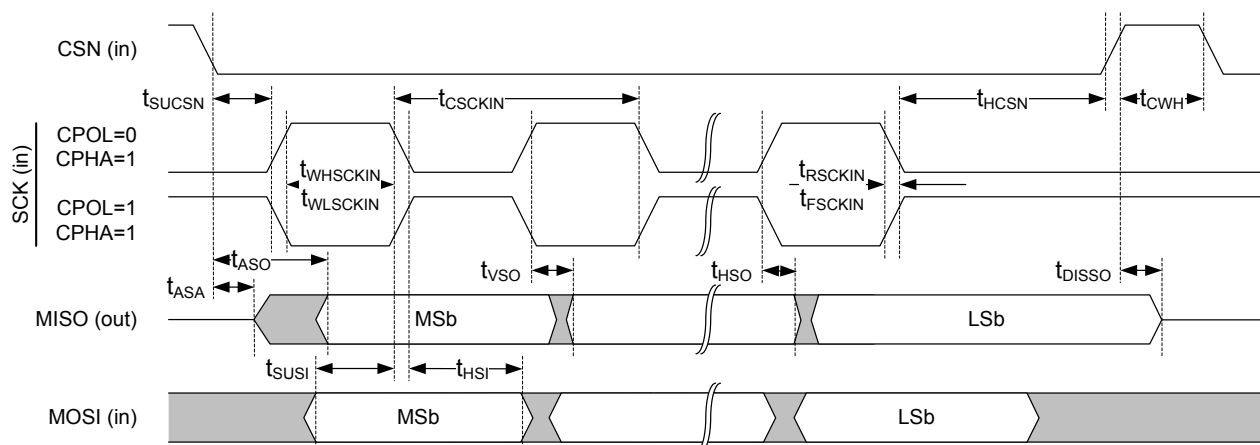 CSN (in)
tSUCSN
tCSCKIN
tHCSN
tCWH
SCK (in)
CPOL=0
CPHA=1
tWHSCKIN
tRSCKIN
CPOL=1
CPHA=1
tWLSCKIN
tFSCKIN
tASO
tASA
tVSO
tHSO
tDISSO
MISO (out)
MSb
LSb
tSUSI
tHSI
MOSI (in)
MSb
LSb